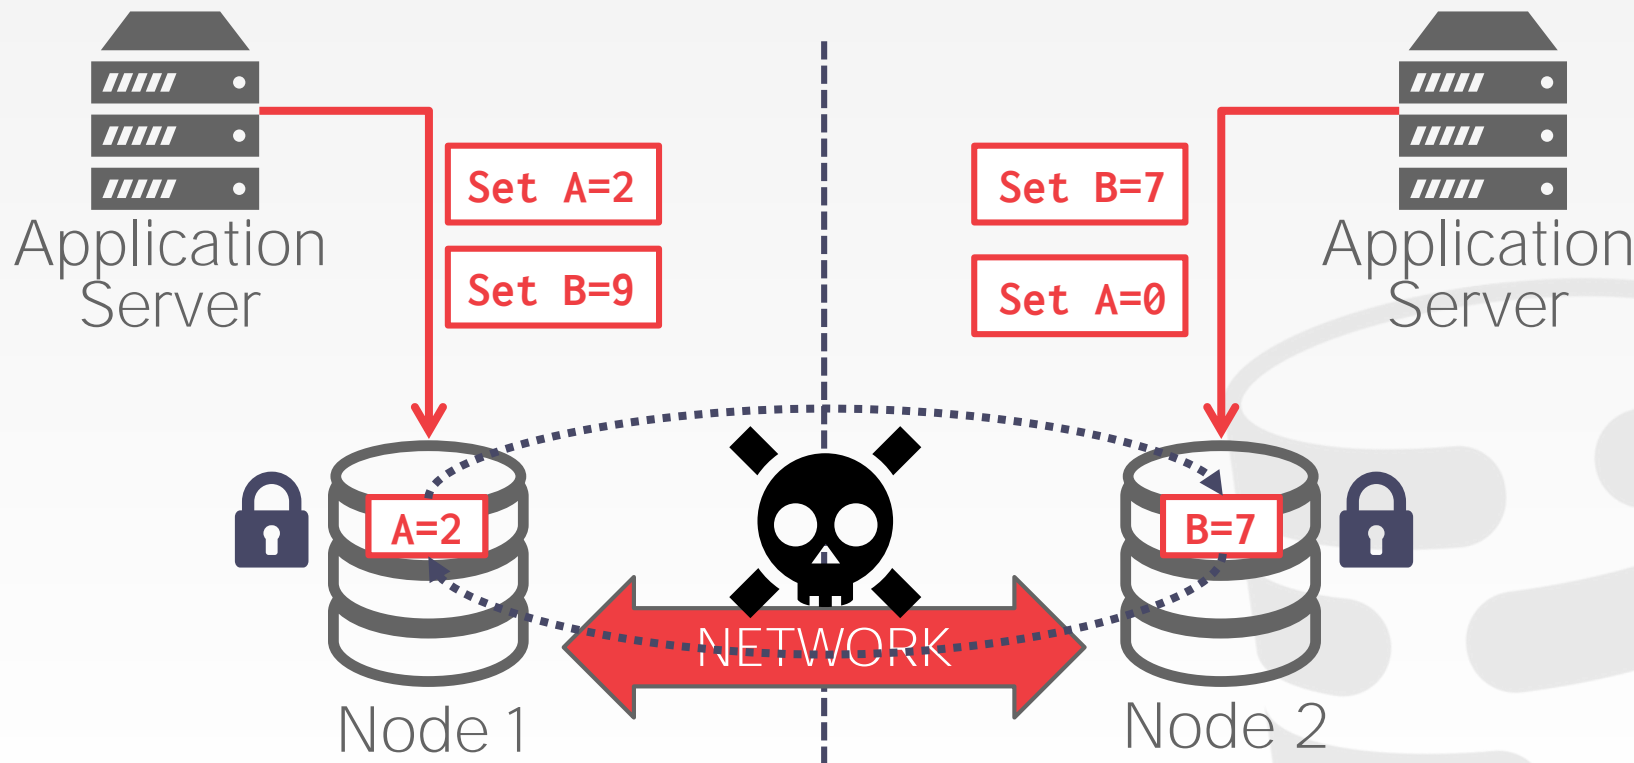 Set A=2
Set B=9
Application
Server
Set B=7
Set A=0
Application
Server
A=2
B=7
NETWORK
Node 1
Node 2